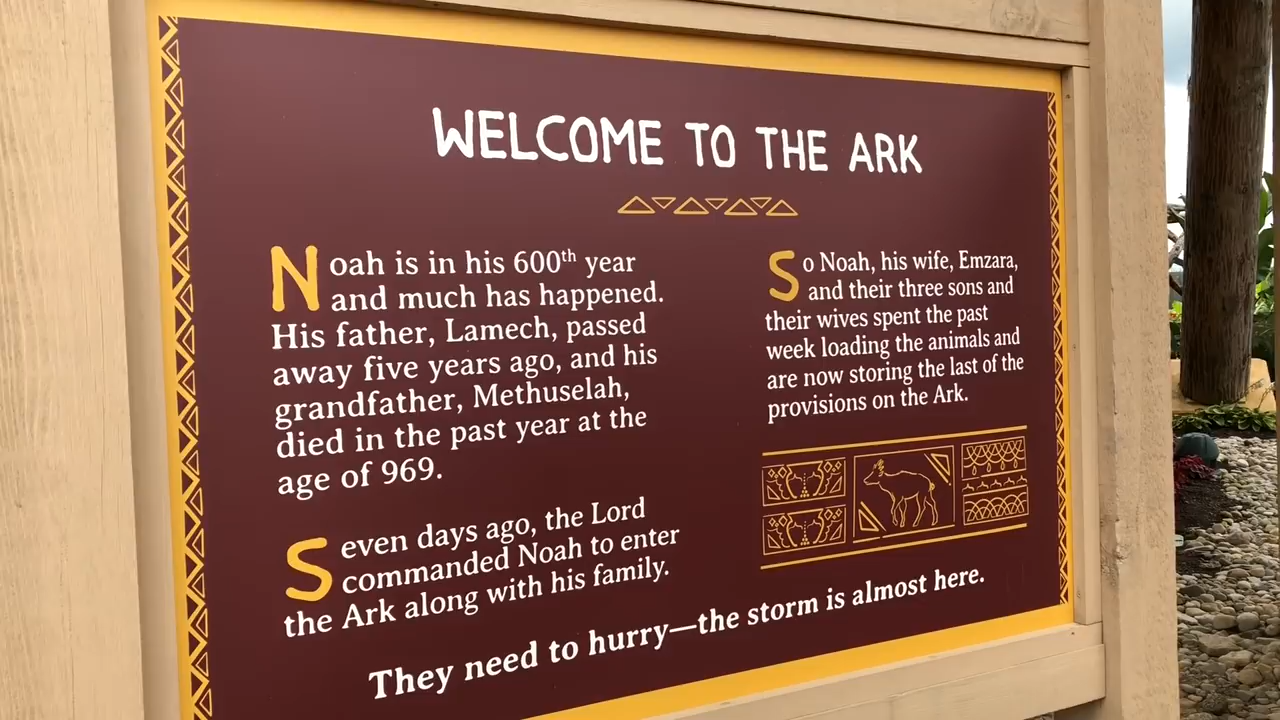 WELCOME TO THE ARK
Noah is in his 600th year
and much has happened.
His father, Lamech, passed
away five years ago, and his
grandfather, Methuselah,
died in the past year at the
age of 969.
Seven days ago, the Lord
commanded Noah to enter
the Ark along with his family.
So Noah, his wife, Emzara,
and their three sons and
their wives spent the past
week loading the animals and
are now storing the last of the
provisions on the Ark.
They need to hurry—the storm is almost here.